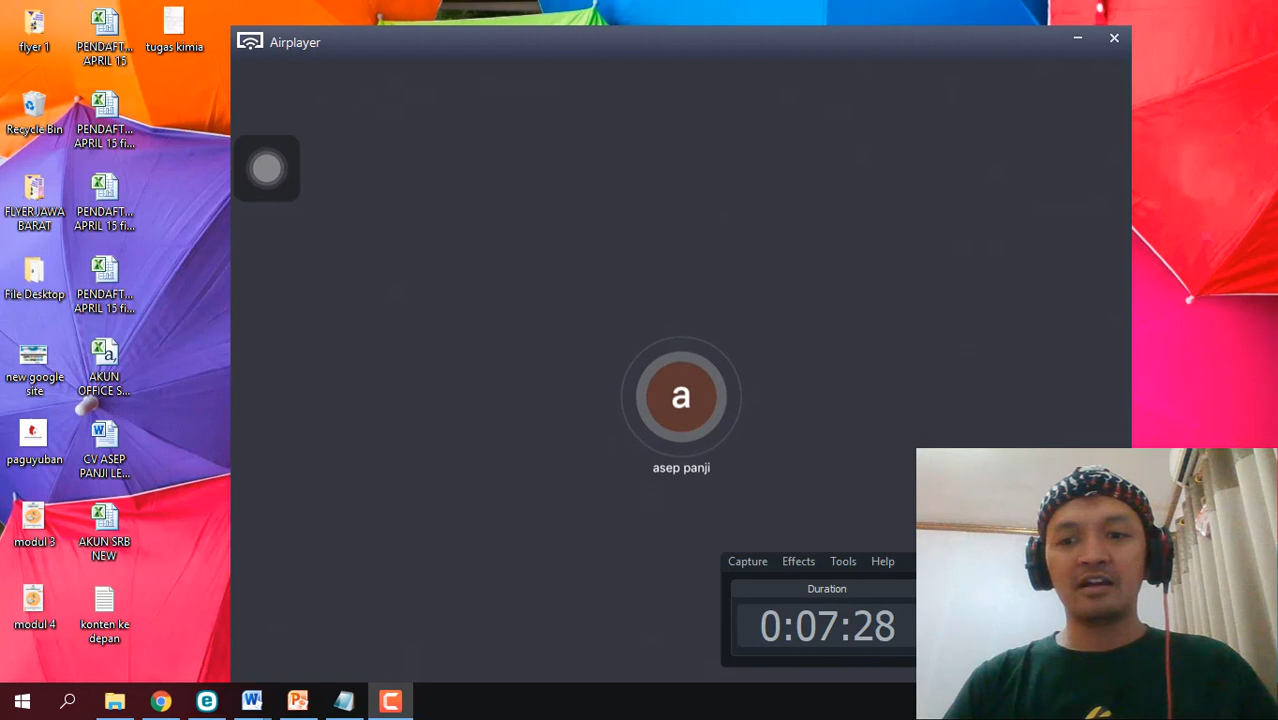 flyer 1
PENDAFT...
APRIL 15
tugas kimia
Recycle Bin
PENDAFT...
APRIL 15 fi...
FLYER JAWA
BARAT
PENDAFT...
APRIL 15 fi...
File Desktop
PENDAFT...
APRIL 15 fi...
new google
site
AKUN
OFFICE S...
paguyuban
CV ASEP
PANJI LE...
modul 3
AKUN SRB
NEW
modul 4
konten ke
depan
Airplayer
a
asep panji
Capture Effects Tools Help
Duration
0:07:28